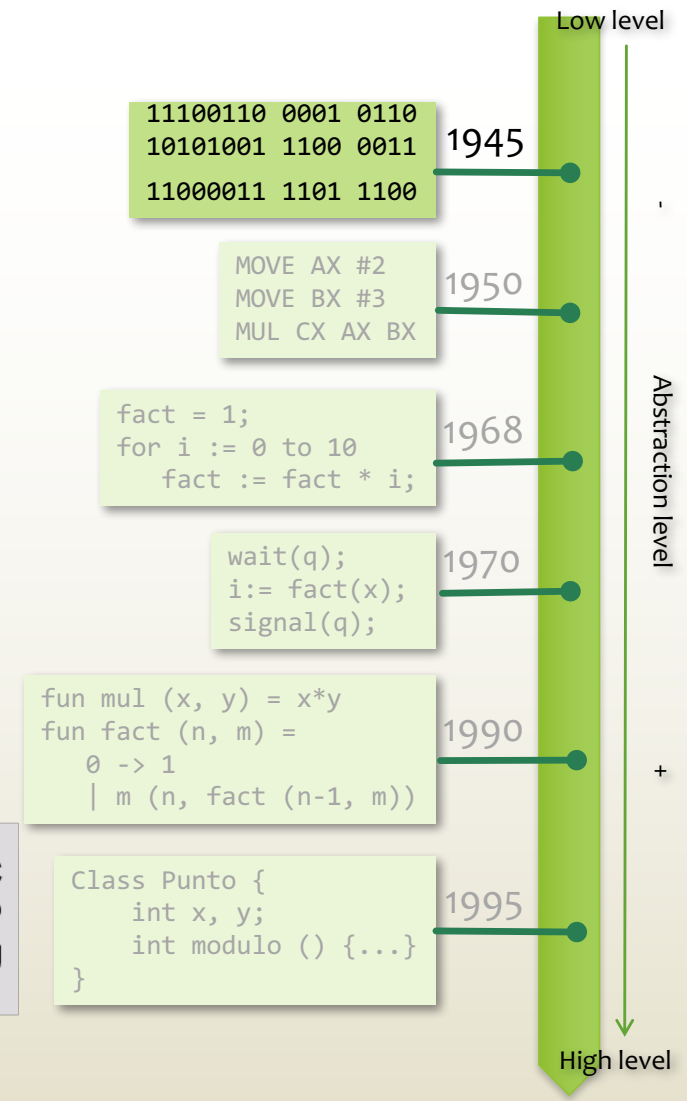 Low level
11100110 0001 0110
10101001 1100 0011
11000011 1101 1100
1945
-
MOVE AX #2
MOVE BX #3
MUL CX AX BX
1950
fact = 1;
for i := 0 to 10
fact := fact * i;
1968
Abstraction level
wait(q);
i:= fact(x);
signal(q);
1970
fun mul (x, y) = x*y
fun fact (n, m) =
0 -> 1
| m (n, fact (n-1, m))
1990
+
Class Punto {
int x, y;
int modulo () {...}
}
1995
High level